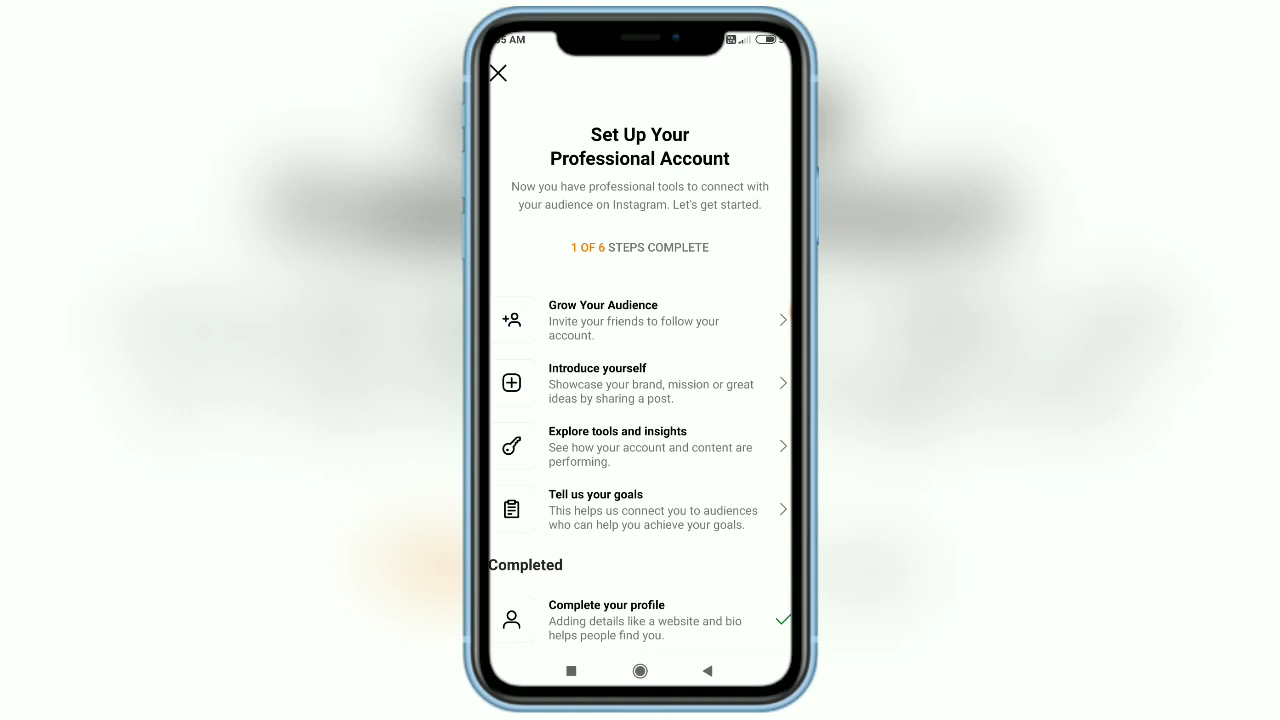 5 AM
Set Up Your
Professional Account
Now you have professional tools to connect with
your audience on Instagram. Let's get started.
1 OF 6 STEPS COMPLETE
Grow Your Audience
Invite your friends to follow your
account.
Introduce yourself
Showcase your brand, mission or great
ideas by sharing a post.
Explore tools and insights
See how your account and content are
performing.
Tell us your goals
This helps us connect you to audiences
who can help you achieve your goals.
Completed
Complete your profile
Adding details like a website and bio
helps people find you.